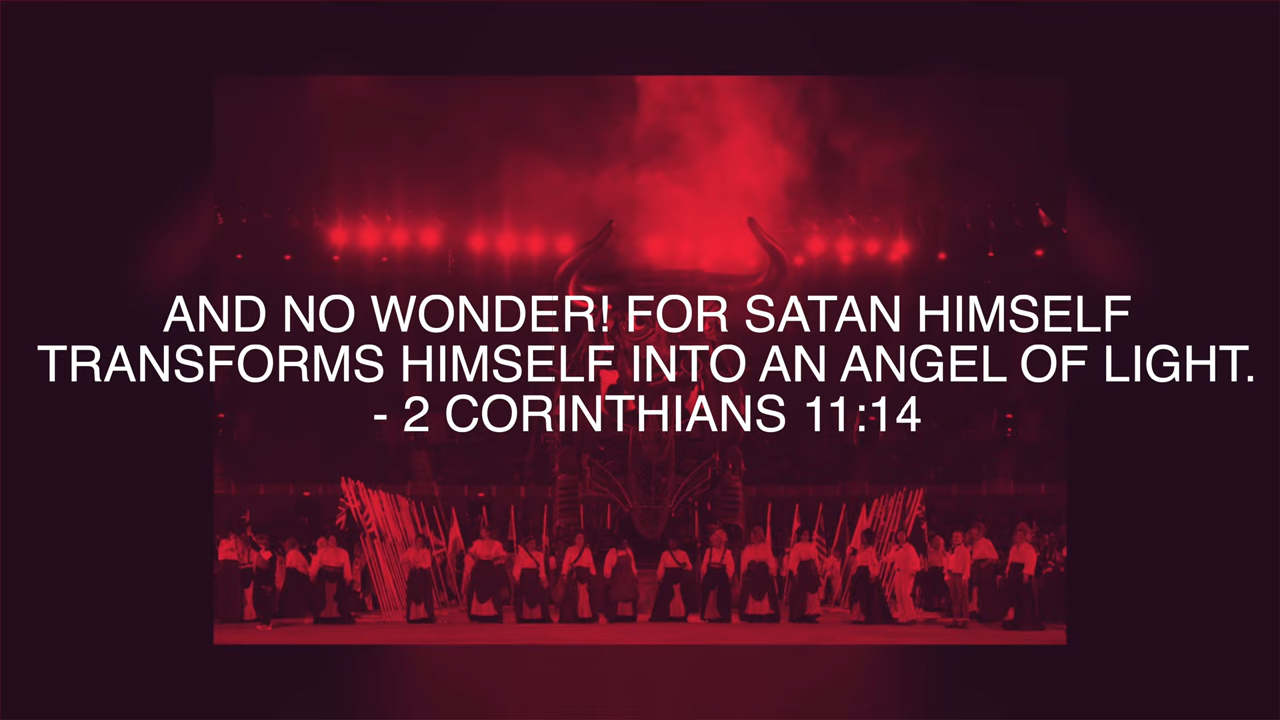 AND NO WONDER! FOR SATAN HIMSELF
TRANSFORMS HIMSELF INTO AN ANGEL OF LIGHT.
- 2 CORINTHIANS 11:14